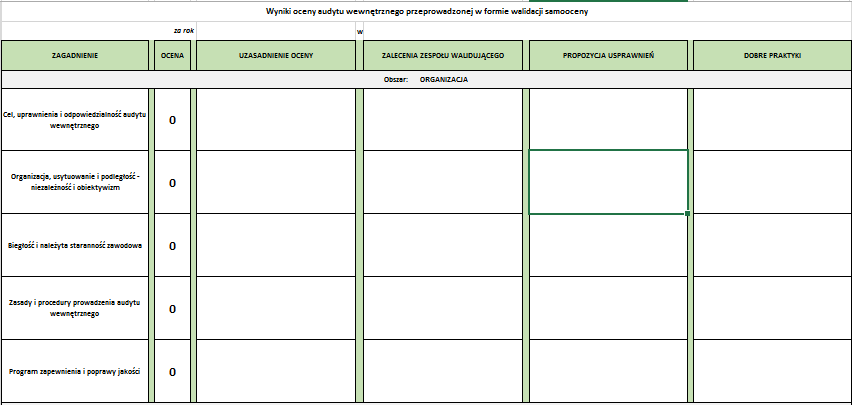 Wyniki oceny audytu wewnętrznego przeprowadzonej w formie walidacji samooceny
za rok w
ZAGADNIENIE OCENA UZASADNIENIE OCENY ZALECENIA ZESPOŁU WALIDUJĄCEGO PROPOZYCJA USPRAWNIEŃ DOBRE PRAKTYKI
Obszar: ORGANIZACJA
Cel, uprawnienia i odpowiedzialność audytu
wewnętrznego
0
Organizacja, usytuowanie i podległość -
niezależność i obiektywizm
0
Biegłość i należyta staranność zawodowa 0
Zasady i procedury prowadzenia audytu
wewnętrznego
0
Program zapewnienia i poprawy jakości 0